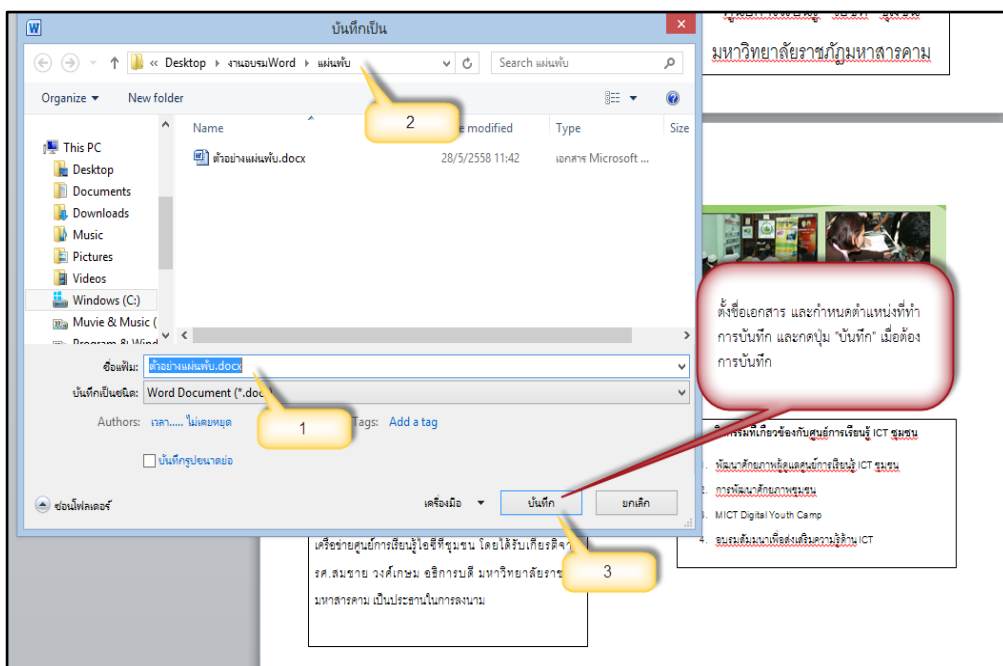 บันทึกเป็น
« Desktop ▸ งานอบรมWord ▸ แผ่นพับ
Search แผ่นพับ
Organize
New folder
2
Name
modified
Type
Size
ตัวอย่างแผ่นพับ.docx
28/5/2558 11:42
เอกสาร Microsoft ...
This PC
Desktop
Documents
Downloads
Music
Pictures
Videos
Windows (C:)
Muvie & Music (
ชื่อแฟ้ม:
ตัวอย่างแผ่นพับ.docx
บันทึกเป็นชนิด:
Word Document (*.doc
Authors:
เวลา..... ไม่เคยหยุด
1
Tags:
Add a tag
บันทึกรูปขนาดย่อ
ซ่อนโฟลเดอร์
เครื่องมือ
บันทึก
ยกเลิก
มหาวิทยาลัยราชภัฏมหาสารคาม
ตั้งชื่อเอกสาร และกำหนดตำแหน่งที่ทำ
การบันทึก และกดปุ่ม "บันทึก" เมื่อต้อง
การบันทึก
กิจกรรมที่เกี่ยวข้องกับศูนย์การเรียนรู้ ICT ชุมชน
1. พัฒนาศักยภาพผู้ดูแลศูนย์การเรียนรู้ ICT ชุมชน
2. การพัฒนาศักยภาพชุมชน
3. MICT Digital Youth Camp
4. อบรมสัมมนาเพื่อส่งเสริมความรู้ด้าน ICT
เครือข่ายศูนย์การเรียนรู้ไอซีทีชุมชน โดยได้รับเกียรติจา
รศ.สมชาย วงศ์เกษม อธิการบดี มหาวิทยาลัยราช
มหาสารคาม เป็นประธานในการลงนาม
3